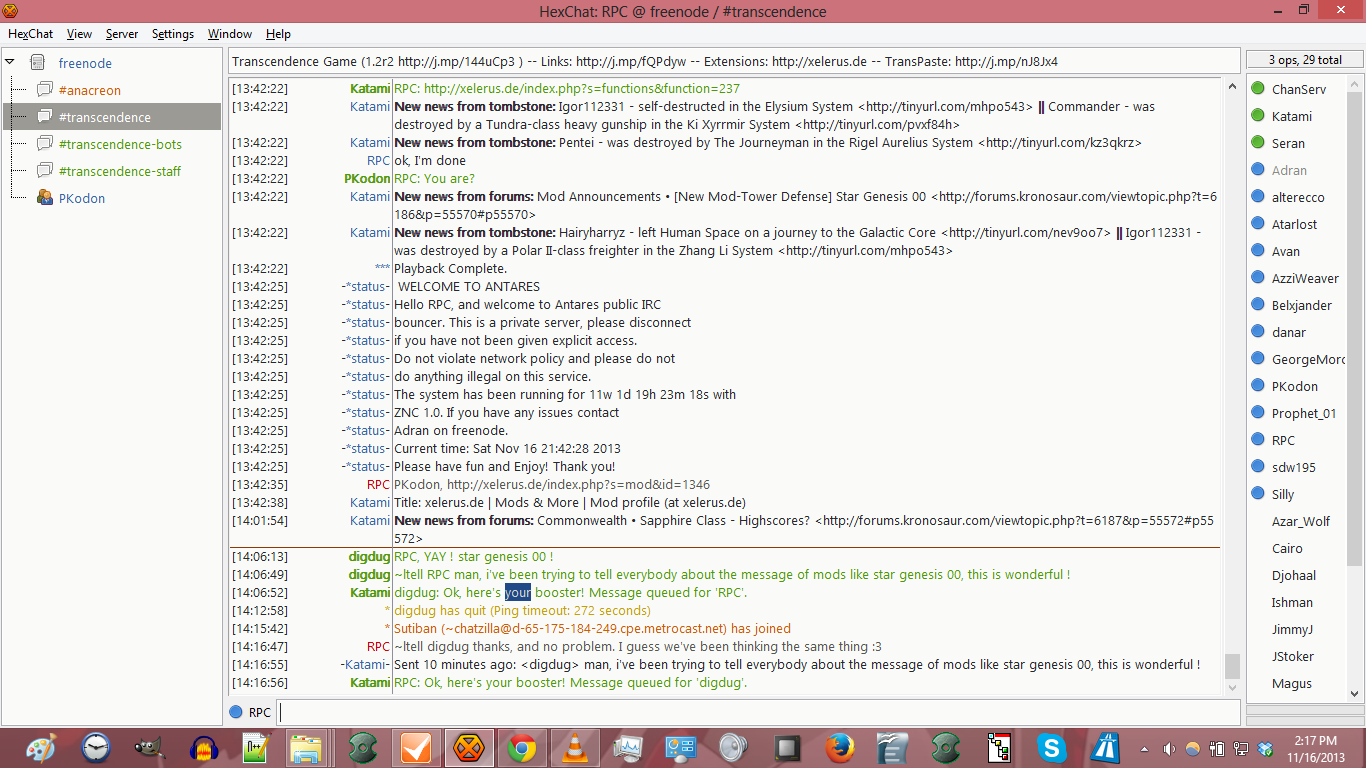 HexChat: RPC @ freenode / #transcendence
HexChat View Server Settings Window Help
freenode
#anacreon
#transcendence
#transcendence-bots
#transcendence-staff
PKodon
Transcendence Game (1.2r2 http://j.mp/144uCp3 ) -- Links: http://j.mp/fQPdyw -- Extensions: http://xelerus.de -- TransPaste: http://j.mp/nJ8Jx4
[13:42:22] Katami RPC: http://xelerus.de/index.php?s=functions&function=237
[13:42:22] Katami New news from tombstone: Igor112331 - self-destructed in the Elysium System <http://tinyurl.com/mhpo543> || Commander - was
destroyed by a Tundra-class heavy gunship in the Ki Xyrrmir System <http://tinyurl.com/pvxf84h>
[13:42:22] Katami New news from tombstone: Pentei - was destroyed by The Journeyman in the Rigel Aurelius System <http://tinyurl.com/kz3qkrz>
[13:42:22] RPC ok, I'm done
[13:42:22] PKodon RPC: You are?
[13:42:22] Katami New news from forums: Mod Announcements • [New Mod-Tower Defense] Star Genesis 00 <http://forums.kronosaur.com/viewtopic.php?t=6
186&p=55570#p55570>
[13:42:22] Katami New news from tombstone: Hairyharryz - left Human Space on a journey to the Galactic Core <http://tinyurl.com/nev9oo7> || Igor112331 -
was destroyed by a Polar II-class freighter in the Zhang Li System <http://tinyurl.com/mhpo543>
[13:42:22] *** Playback Complete.
[13:42:25] -*status- WELCOME TO ANTARES
[13:42:25] -*status- Hello RPC, and welcome to Antares public IRC
[13:42:25] -*status- bouncer. This is a private server, please disconnect
[13:42:25] -*status- if you have not been given explicit access.
[13:42:25] -*status- Do not violate network policy and please do not
[13:42:25] -*status- do anything illegal on this service.
[13:42:25] -*status- The system has been running for 11w 1d 19h 23m 18s with
[13:42:25] -*status- ZNC 1.0. If you have any issues contact
[13:42:25] -*status- Adran on freenode.
[13:42:25] -*status- Current time: Sat Nov 16 21:42:28 2013
[13:42:25] -*status- Please have fun and Enjoy! Thank you!
[13:42:35] RPC PKodon, http://xelerus.de/index.php?s=mod&id=1346
[13:42:38] Katami Title: xelerus.de | Mods & More | Mod profile (at xelerus.de)
[14:01:54] Katami New news from forums: Commonwealth • Sapphire Class - Highscores? <http://forums.kronosaur.com/viewtopic.php?t=6187&p=55572#p55
572>
[14:06:13] digdug RPC, YAY ! star genesis 00 !
[14:06:49] digdug ~ltell RPC man, i've been trying to tell everybody about the message of mods like star genesis 00, this is wonderful !
[14:06:52] Katami digdug: Ok, here's your booster! Message queued for 'RPC'.
[14:12:58] * digdug has quit (Ping timeout: 272 seconds)
[14:15:42] * Sutiban (~chatzilla@d-65-175-184-249.cpe.metrocast.net) has joined
[14:16:47] RPC ~ltell digdug thanks, and no problem. I guess we've been thinking the same thing :3
[14:16:55] -Katami- Sent 10 minutes ago: <digdug> man, i've been trying to tell everybody about the message of mods like star genesis 00, this is wonderful !
[14:16:56] Katami RPC: Ok, here's your booster! Message queued for 'digdug'.
RPC
3 ops, 29 total
ChanServ
Katami
Seran
Adran
alterecco
Atarlost
Avan
AzziWeaver
Belxjander
danar
GeorgeMorc
PKodon
Prophet_01
RPC
sdw195
Silly
Azar_Wolf
Cairo
Djohaal
Ishman
JimmyJ
JStoker
Magus
2:17 PM
11/16/2013